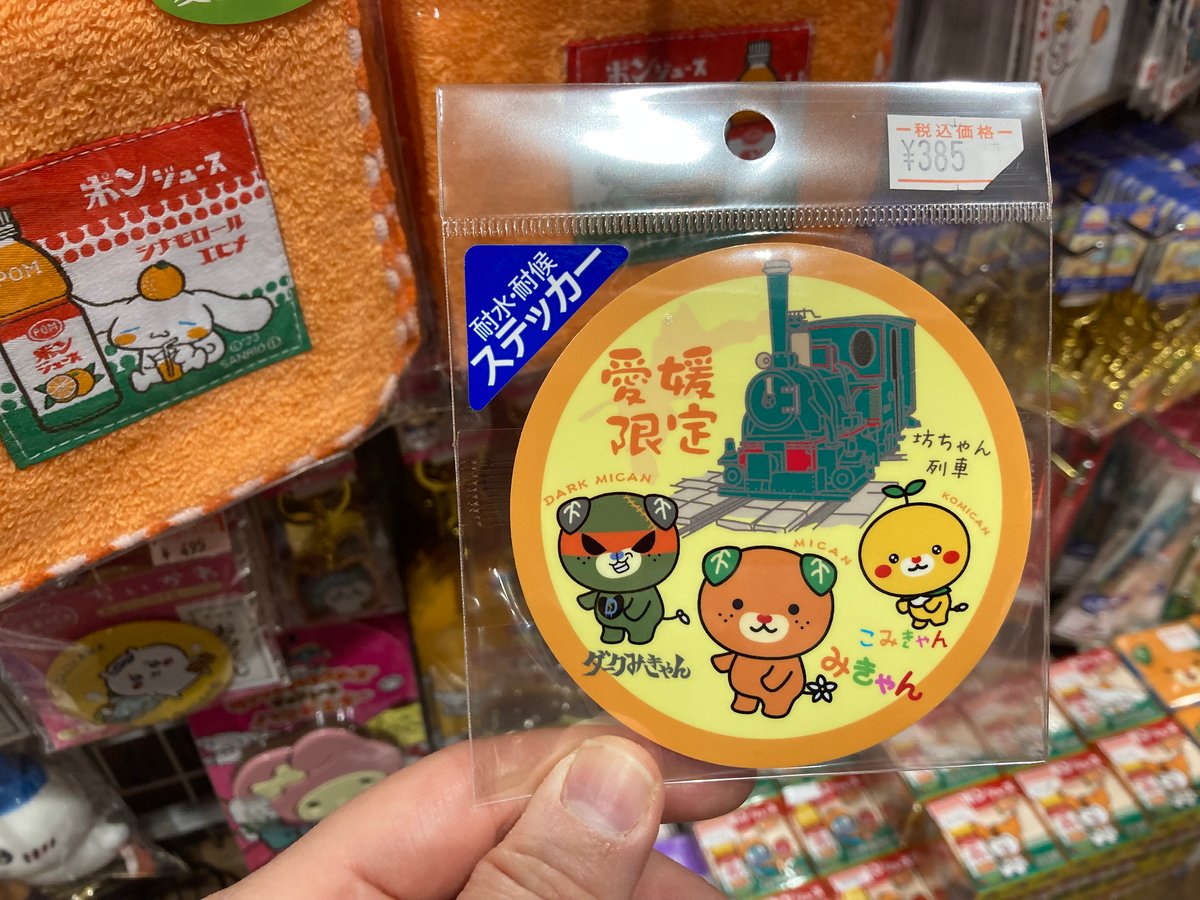 ポンジュース
シナモロール
エヒメ
POM
POM
ポン
ジュース
©'23
SANRIO
ポンジュース
税込価格
¥385
耐水・耐候
ステッカー
愛媛
限定
坊ちゃん
列車
DARK MICAN
MICAN
KOMICAN
D
ダークみきゃん
みきゃん
こみきゃん
¥495